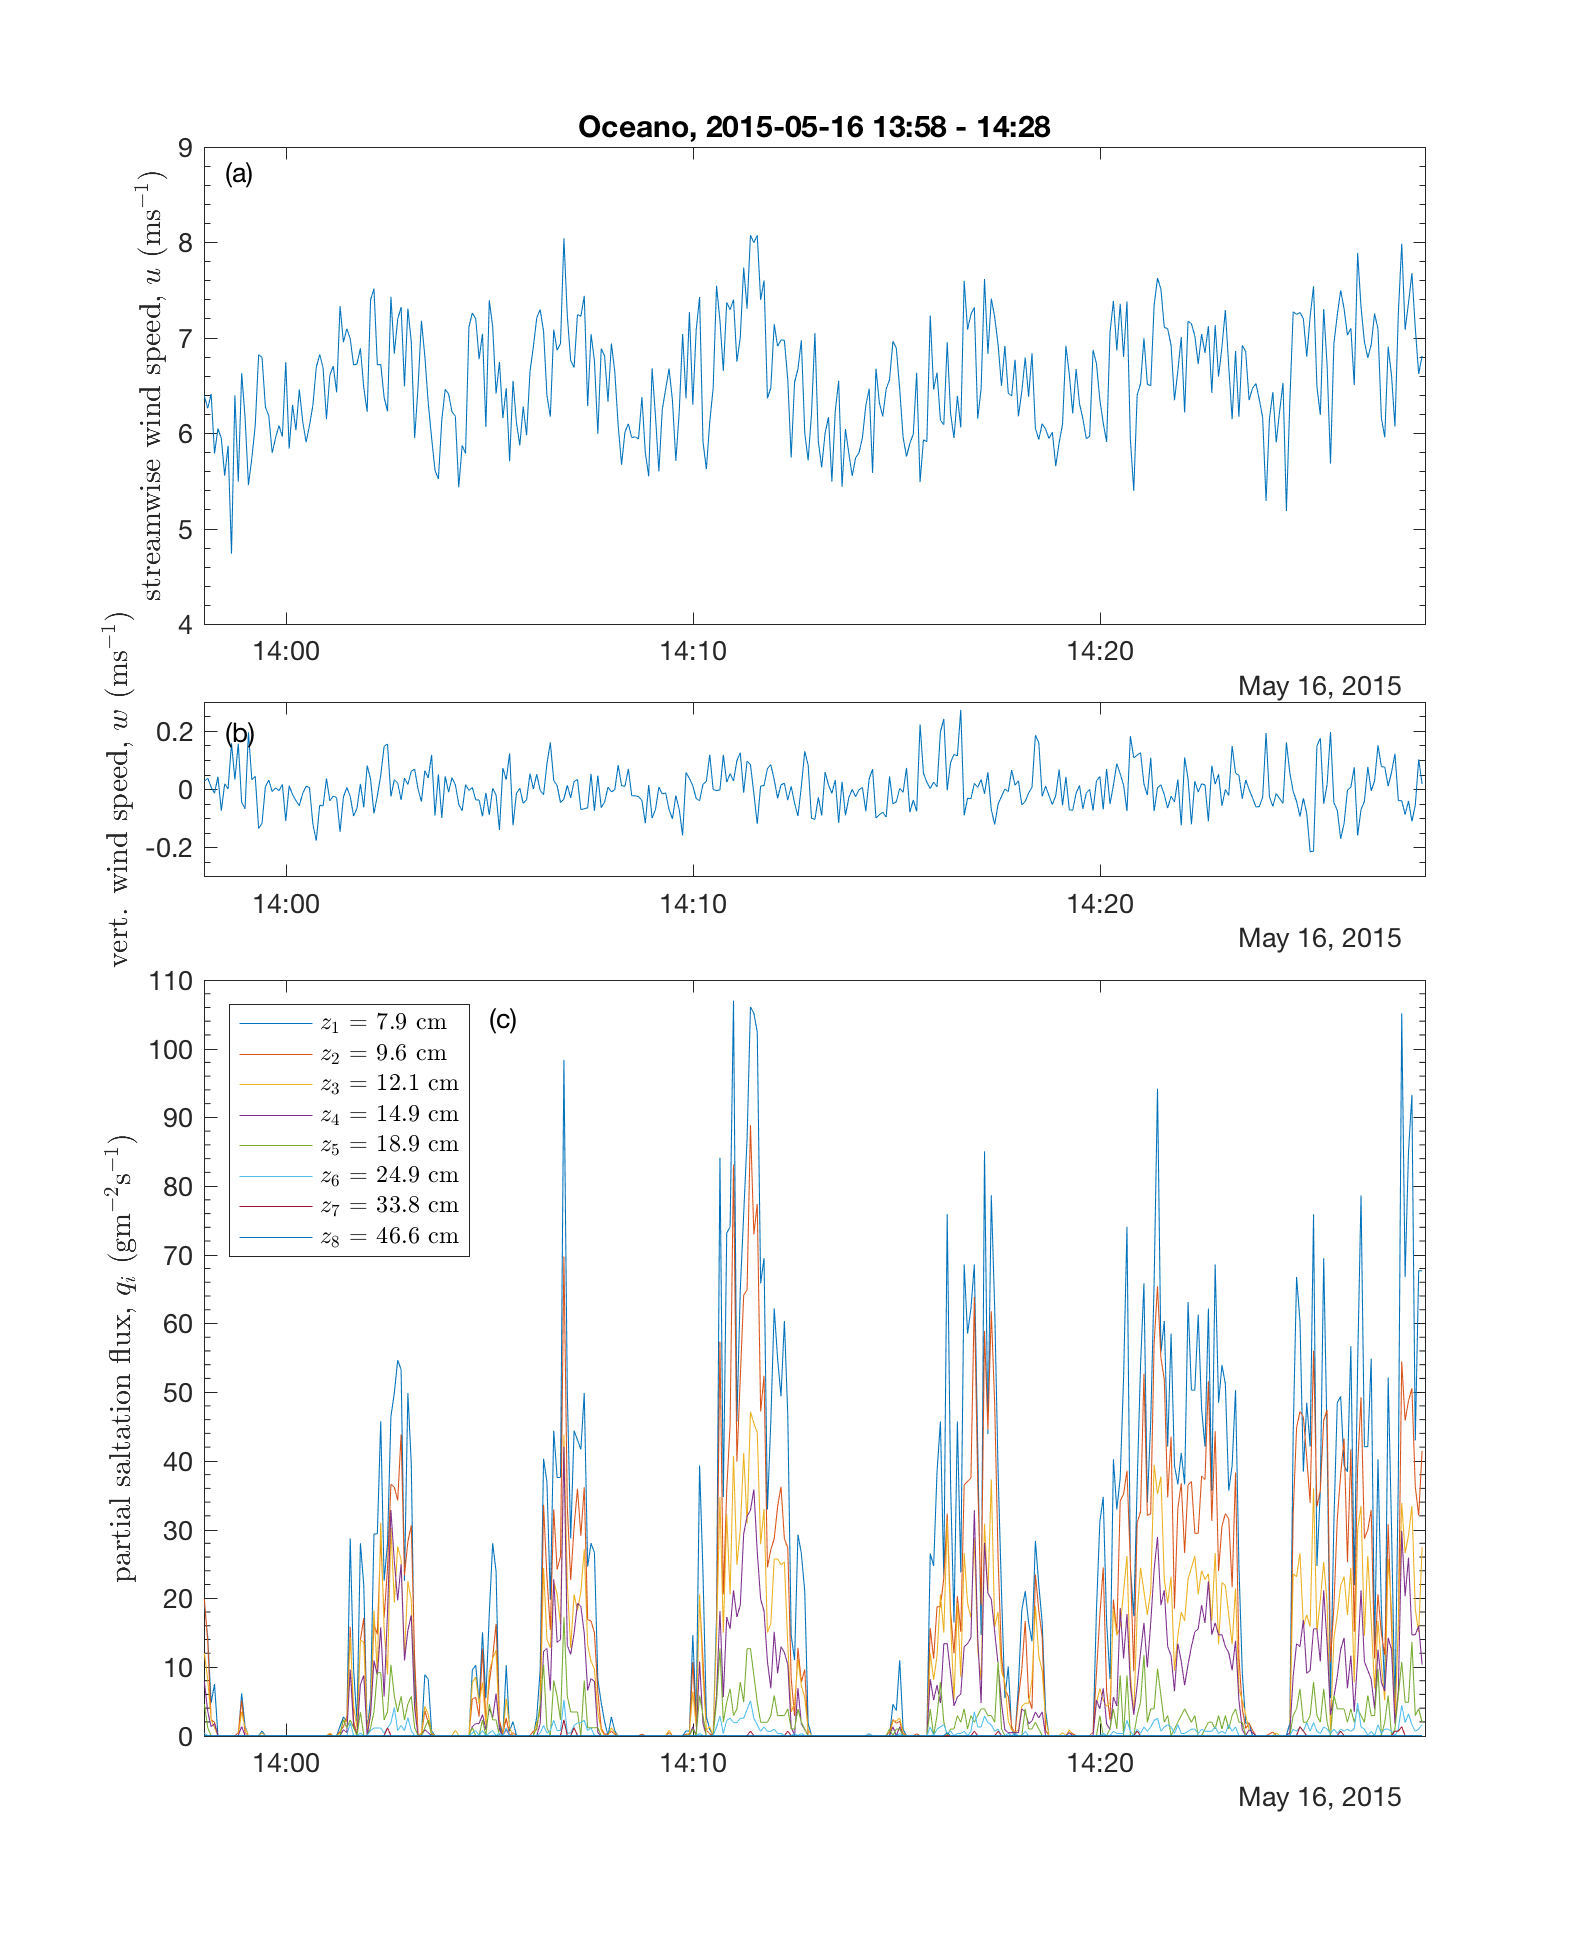 Oceano, 2015-05-16 13:58 - 14:28
(a)
streamwise wind speed, u (ms⁻¹)
9
8
7
6
5
4
14:00 14:10 14:20
May 16, 2015
(b)
vert. wind speed, w (ms⁻¹)
0.2
0
-0.2
14:00 14:10 14:20
May 16, 2015
(c)
partial saltation flux, qᵢ (gm⁻²s⁻¹)
110
100
90
80
70
60
50
40
30
20
10
0
z₁ = 7.9 cm
z₂ = 9.6 cm
z₃ = 12.1 cm
z₄ = 14.9 cm
z₅ = 18.9 cm
z₆ = 24.9 cm
z₇ = 33.8 cm
z₈ = 46.6 cm
14:00 14:10 14:20
May 16, 2015